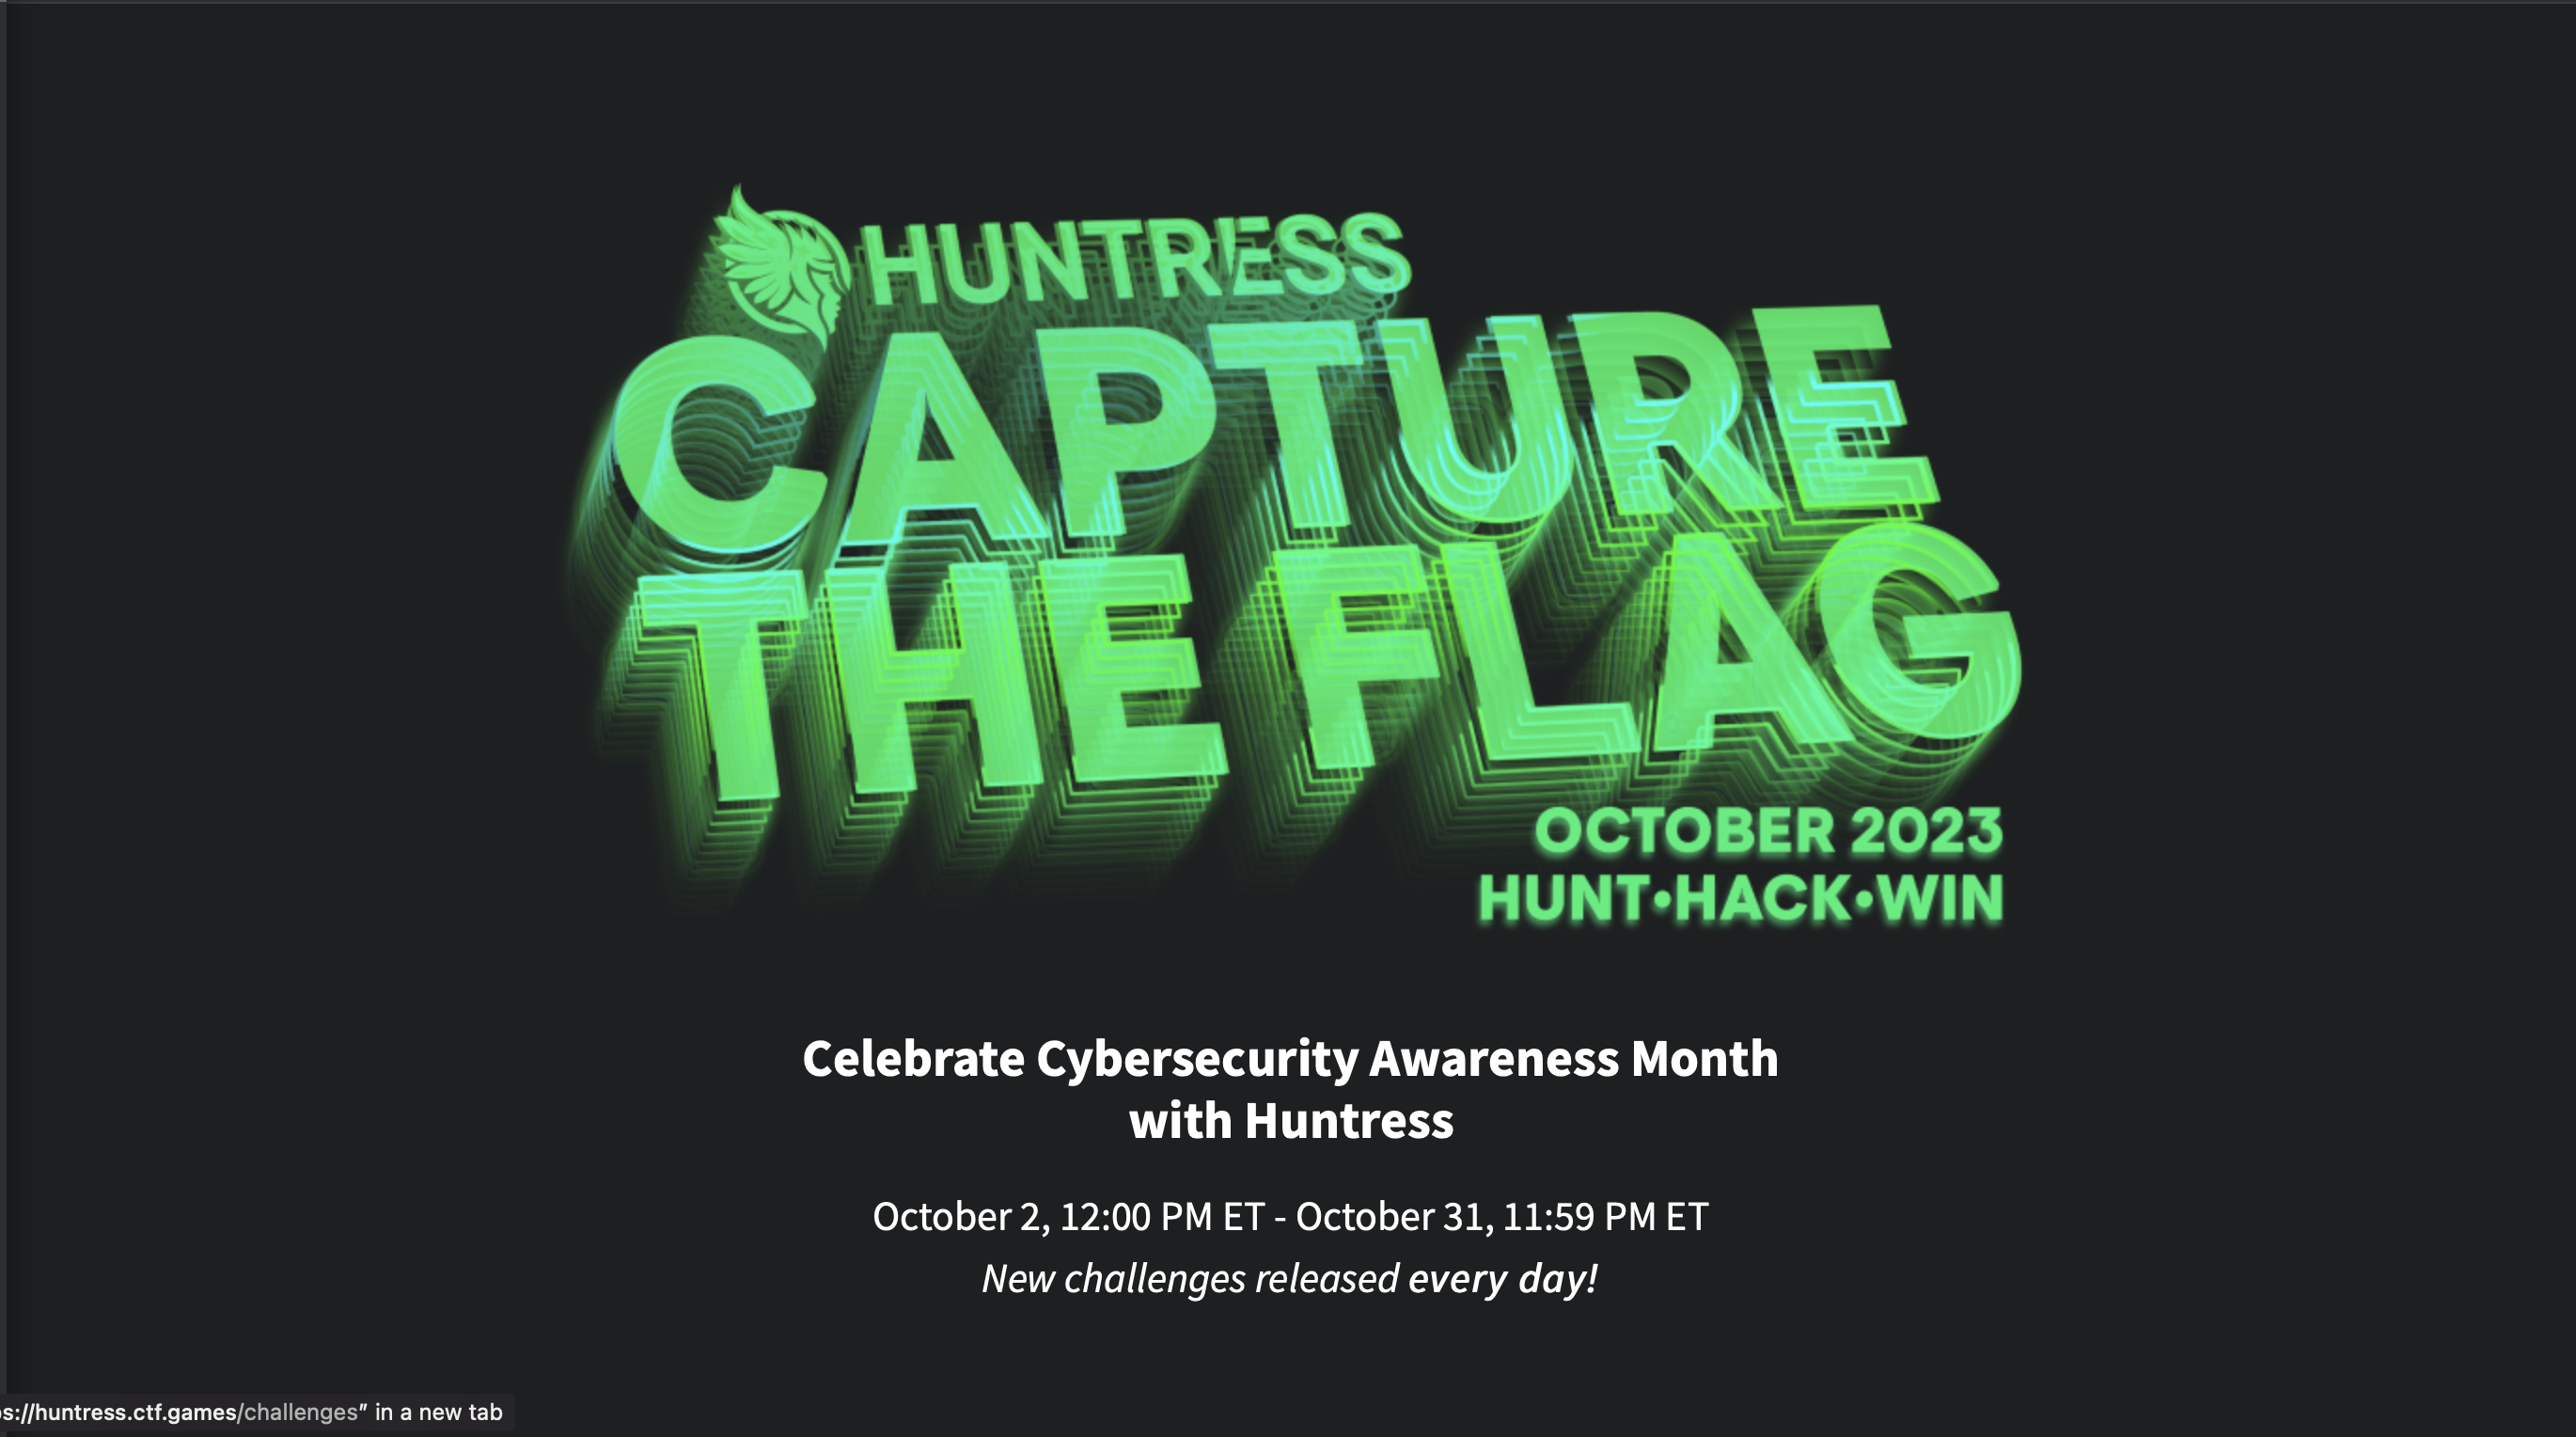 HUNTRESS
CAPTURE
THE FLAG
OCTOBER 2023
HUNT•HACK•WIN
Celebrate Cybersecurity Awareness Month
with Huntress
October 2, 12:00 PM ET - October 31, 11:59 PM ET
New challenges released every day!
s://huntress.ctf.games/challenges” in a new tab